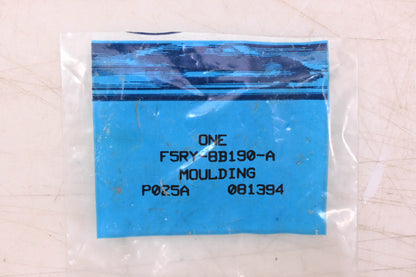 ONE
F5RY-8B190-A
MOULDING
P025A 081394